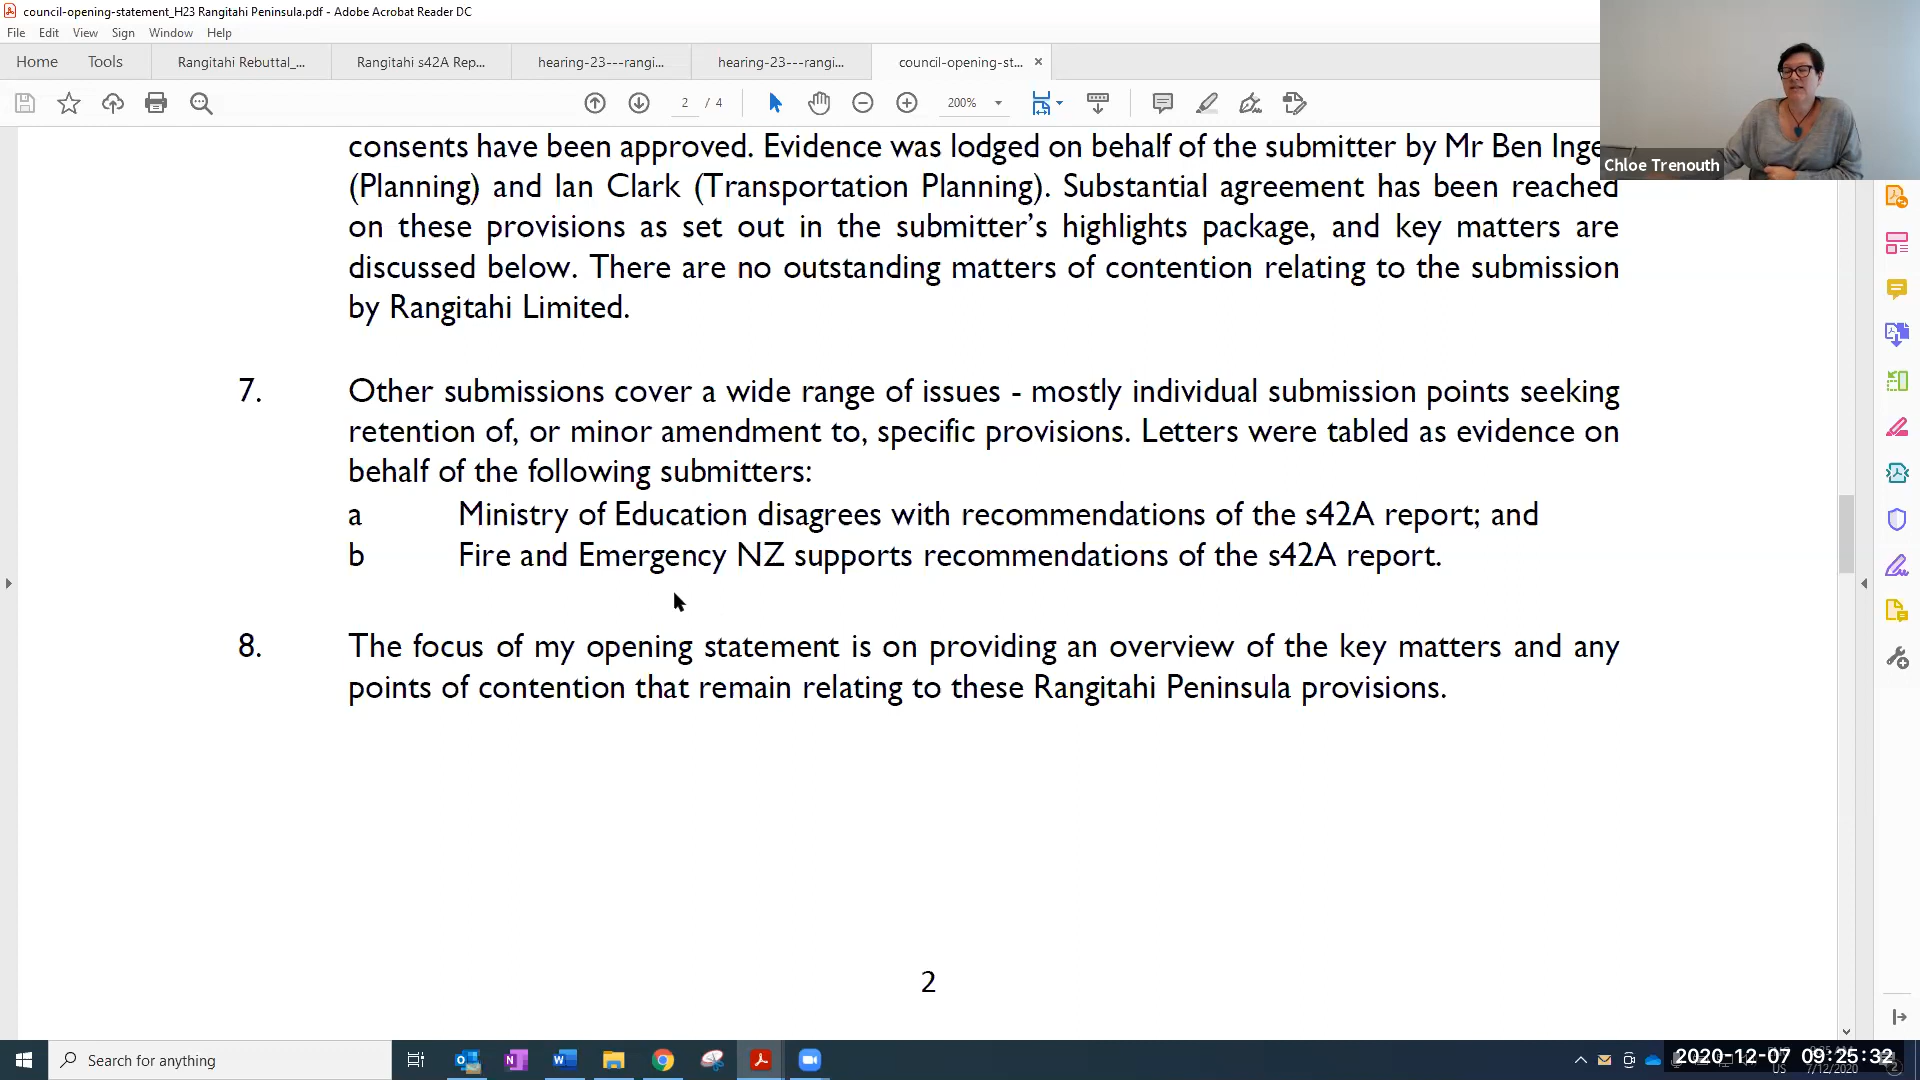 council-opening-statement_H23 Rangitahi Peninsula.pdf - Adobe Acrobat Reader DC
File Edit View Sign Window Help
Home Tools Rangitahi Rebuttal_... Rangitahi s42A Rep... hearing-23---rangi... hearing-23---rangi... council-opening-st... ×
2 / 4 200%
Chloe Trenouth
consents have been approved. Evidence was lodged on behalf of the submitter by Mr Ben
(Planning) and Ian Clark (Transportation Planning). Substantial agreement has been reached
on these provisions as set out in the submitter’s highlights package, and key matters are
discussed below. There are no outstanding matters of contention relating to the submission
by Rangitahi Limited.
7. Other submissions cover a wide range of issues - mostly individual submission points seeking
retention of, or minor amendment to, specific provisions. Letters were tabled as evidence on
behalf of the following submitters:
a Ministry of Education disagrees with recommendations of the s42A report; and
b Fire and Emergency NZ supports recommendations of the s42A report.
8. The focus of my opening statement is on providing an overview of the key matters and any
points of contention that remain relating to these Rangitahi Peninsula provisions.
2
Search for anything
2020-12-07 09:25:32
US 7/12/2020